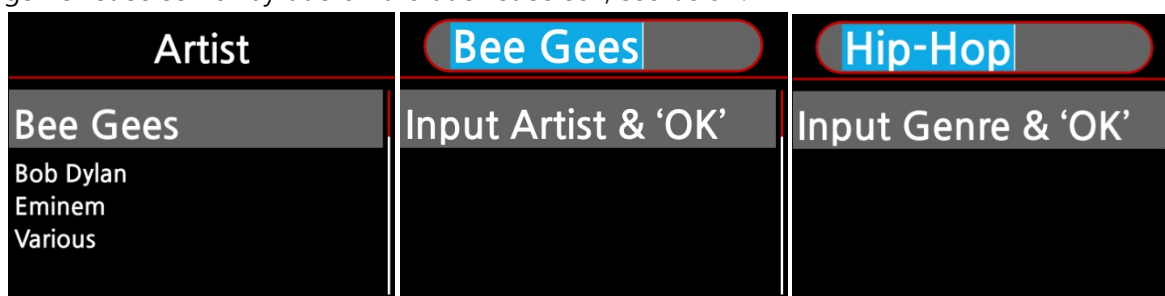 Artist
Bee Gees
Bob Dylan
Eminem
Various
Bee Gees
Input Artist & ‘OK’
Hip-Hop
Input Genre & ‘OK’